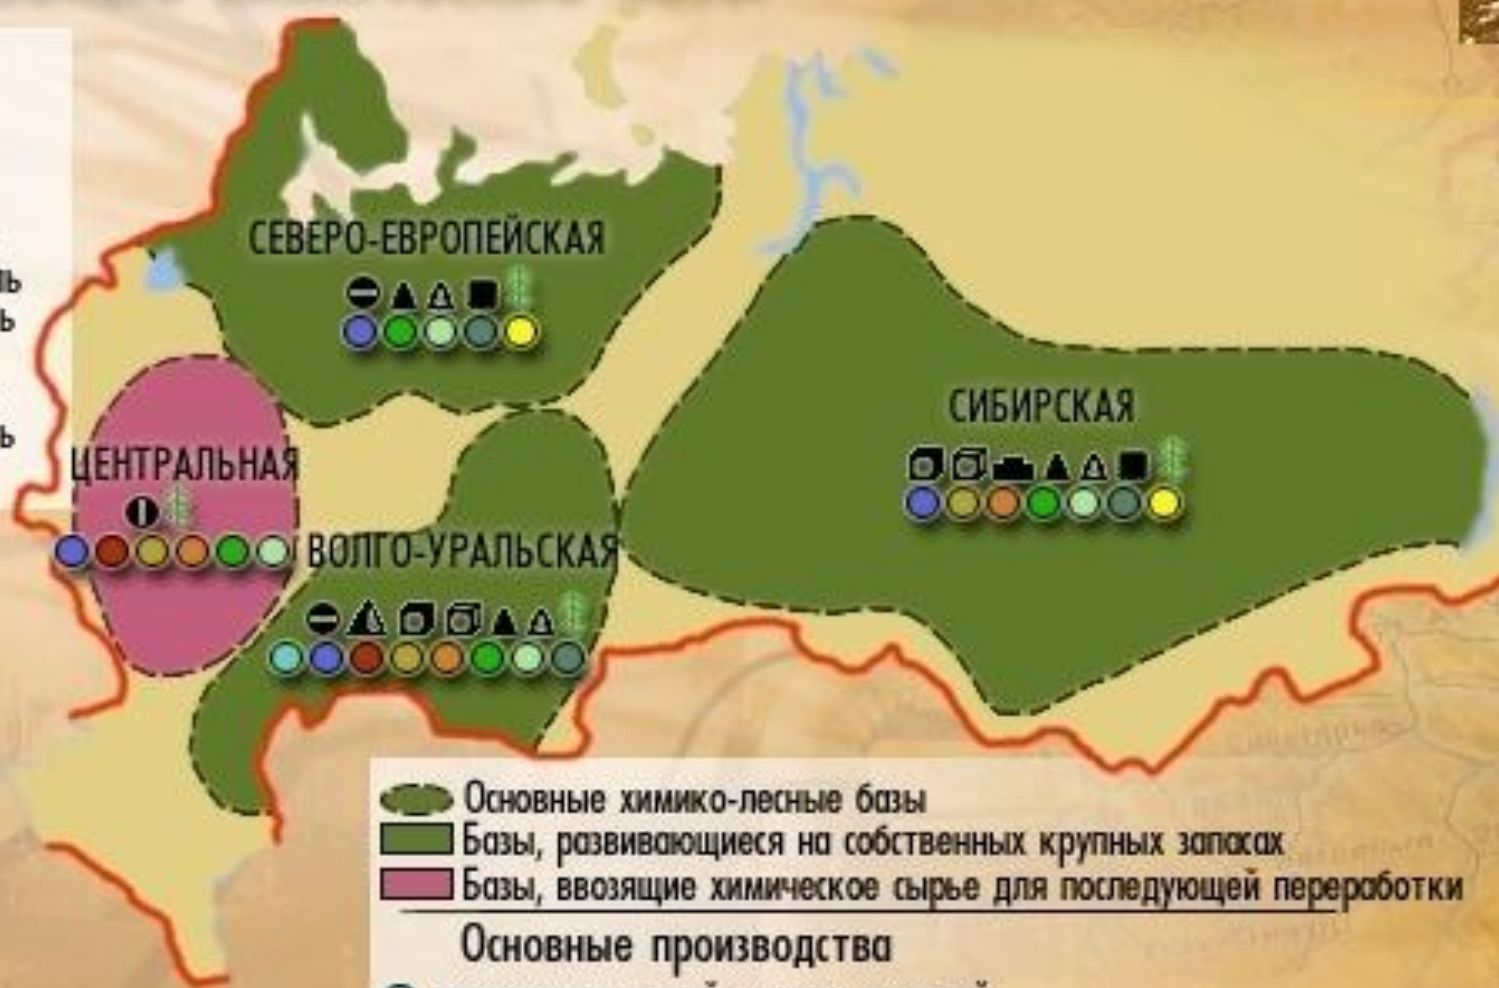 СЕВЕРО-ЕВРОПЕЙСКАЯ
СИБИРСКАЯ
ЦЕНТРАЛЬНАЯ
ВОЛГО-УРАЛЬСКАЯ
Основные химико-лесные базы
Базы, развивающиеся на собственных крупных запасах
Базы, ввозящие химическое сырье для последующей переработки
Основные производства